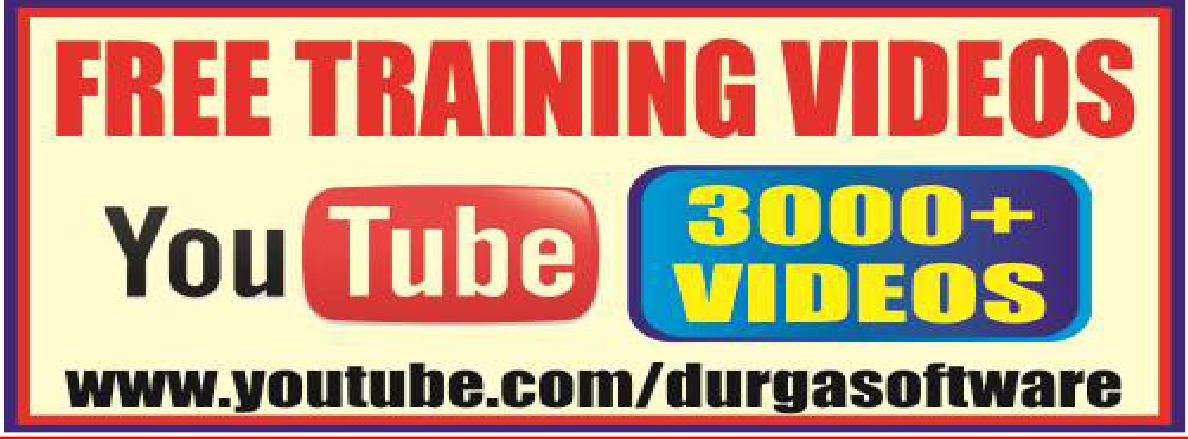 FREE TRAINING VIDEOS
YouTube
3000+
VIDEOS
www.youtube.com/durgasoftware